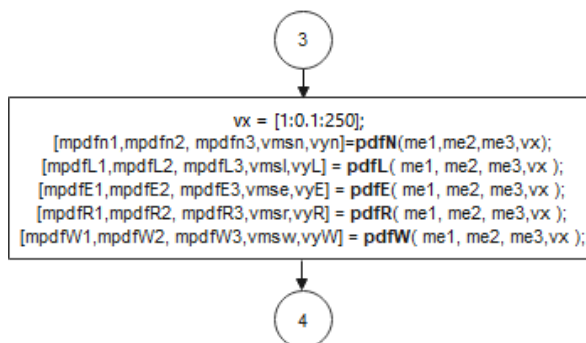 3
vx = [1:0.1:250];
[mpdfn1,mpdfn2, mpdfn3,vmsn,vyn]=pdfN(me1,me2,me3,vx);
[mpdfL1,mpdfL2, mpdfL3,vmsl,vyL] = pdfL( me1, me2, me3,vx );
[mpdfE1,mpdfE2, mpdfE3,vmse,vyE] = pdfE( me1, me2, me3,vx );
[mpdfR1,mpdfR2, mpdfR3,vmsr,vyR] = pdfR( me1, me2, me3,vx );
[mpdfW1,mpdfW2, mpdfW3,vmsw,vyW] = pdfW( me1, me2, me3,vx );
4